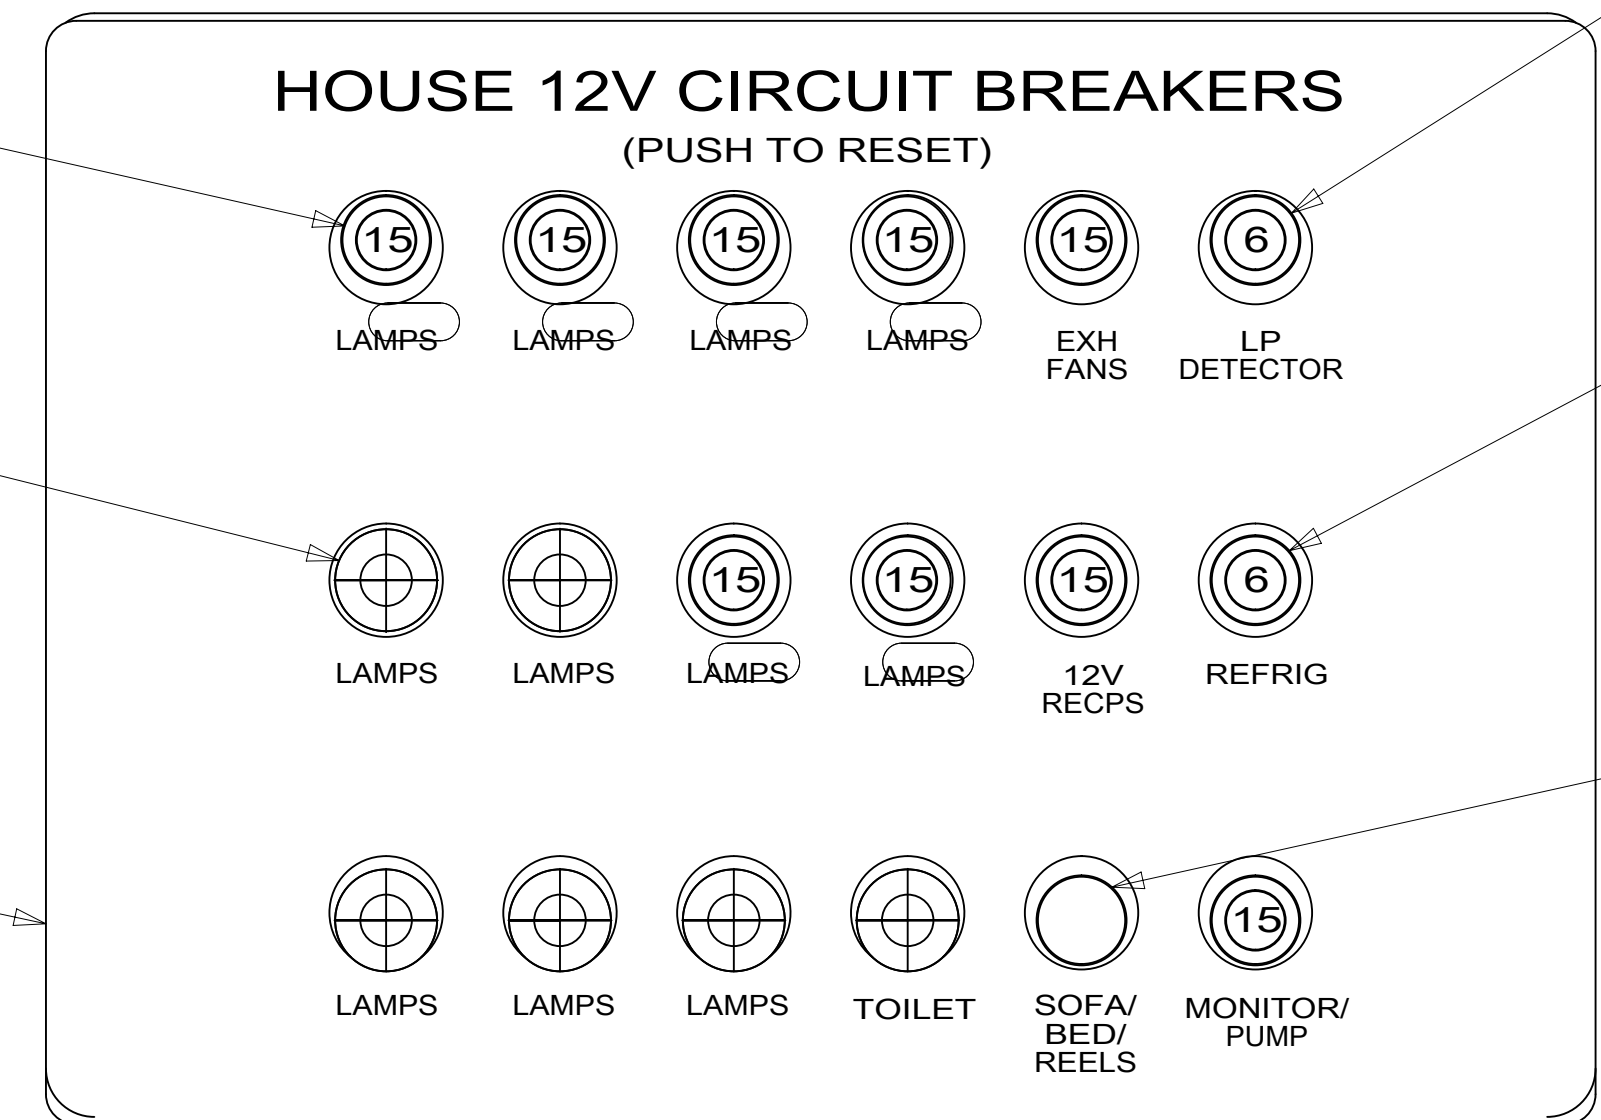 HOUSE 12V CIRCUIT BREAKERS
(PUSH TO RESET)
15 15 15 15 15 6
LAMPS LAMPS LAMPS LAMPS EXH FANS LP DETECTOR
15 15 15 6
LAMPS LAMPS LAMPS LAMPS 12V RECPS REFRIG
15
LAMPS LAMPS LAMPS TOILET SOFA/ BED/ REELS MONITOR/ PUMP